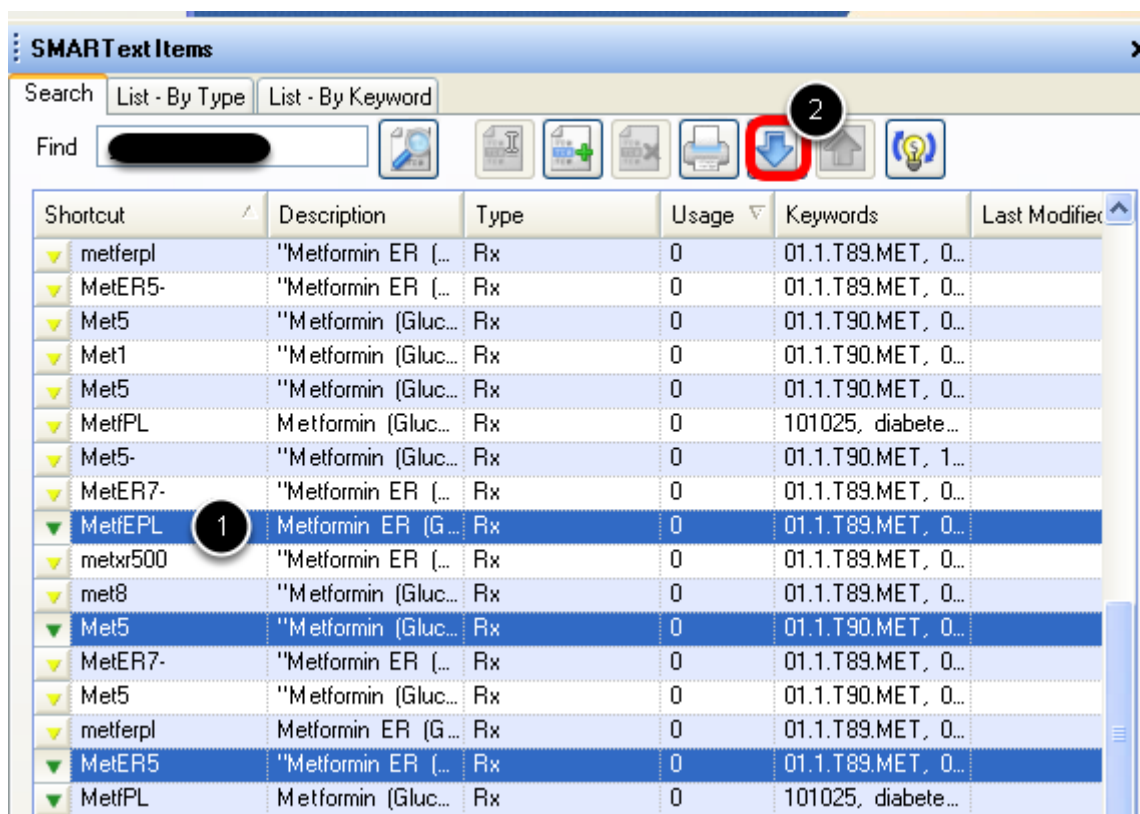 SMARText Items
Search List - By Type List - By Keyword
2
Find
Shortcut Description Type Usage Keywords Last Modified
metferpl "Metformin ER (... Rx 0 01.1.T89.MET, 0...
MetER5- "Metformin ER (... Rx 0 01.1.T89.MET, 0...
Met5 "Metformin (Gluc... Rx 0 01.1.T90.MET, 0...
Met1 "Metformin (Gluc... Rx 0 01.1.T90.MET, 0...
Met5 "Metformin (Gluc... Rx 0 01.1.T90.MET, 0...
MetfPL Metformin (Gluc... Rx 0 101025, diabete...
Met5- "Metformin (Gluc... Rx 0 01.1.T90.MET, 1...
MetER7- "Metformin ER (... Rx 0 01.1.T89.MET, 0...
MetfEPL 1 Metformin ER (G... Rx 0 01.1.T89.MET, 0...
metxr500 "Metformin ER (... Rx 0 01.1.T89.MET, 0...
met8 "Metformin (Gluc... Rx 0 01.1.T89.MET, 0...
Met5 "Metformin (Gluc... Rx 0 01.1.T90.MET, 0...
MetER7- "Metformin ER (... Rx 0 01.1.T89.MET, 0...
Met5 "Metformin (Gluc... Rx 0 01.1.T90.MET, 0...
metferpl Metformin ER (G... Rx 0 01.1.T89.MET, 0...
MetER5 "Metformin ER (... Rx 0 01.1.T89.MET, 0...
MetfPL Metformin (Gluc... Rx 0 101025, diabete...